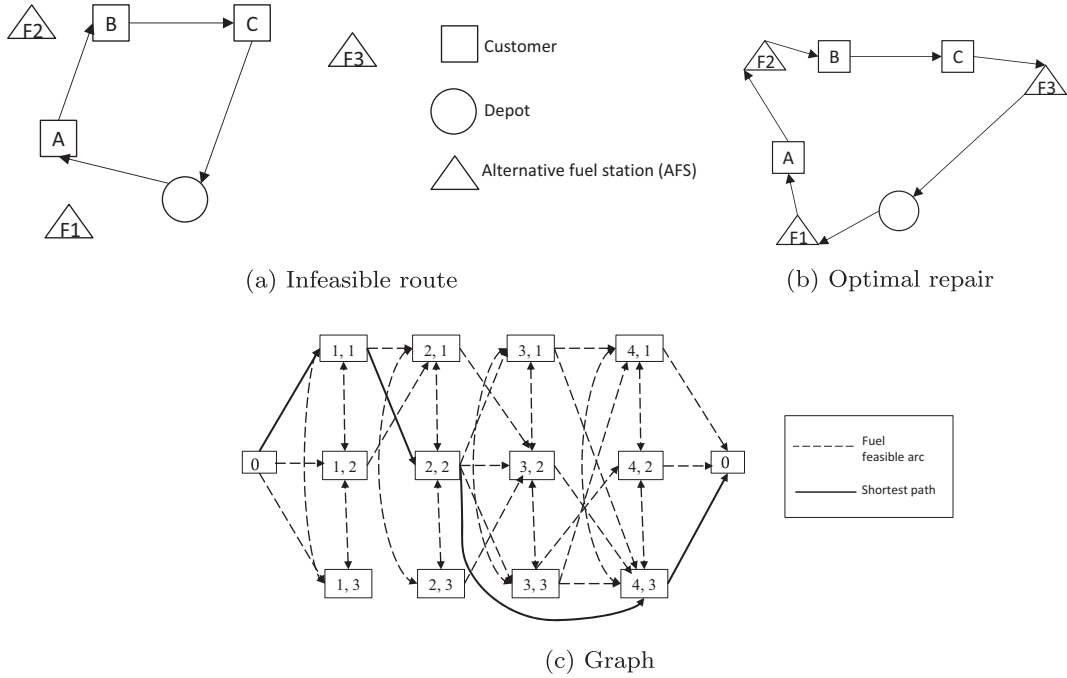 F2
B
C
F3
A
F1
Customer
Depot
Alternative fuel station (AFS)
(a) Infeasible route
F2
B
C
F3
A
F1
(b) Optimal repair
1, 1
2, 1
3, 1
4, 1
0
1, 2
2, 2
3, 2
4, 2
0
1, 3
2, 3
3, 3
4, 3
Fuel
feasible arc
Shortest path
(c) Graph